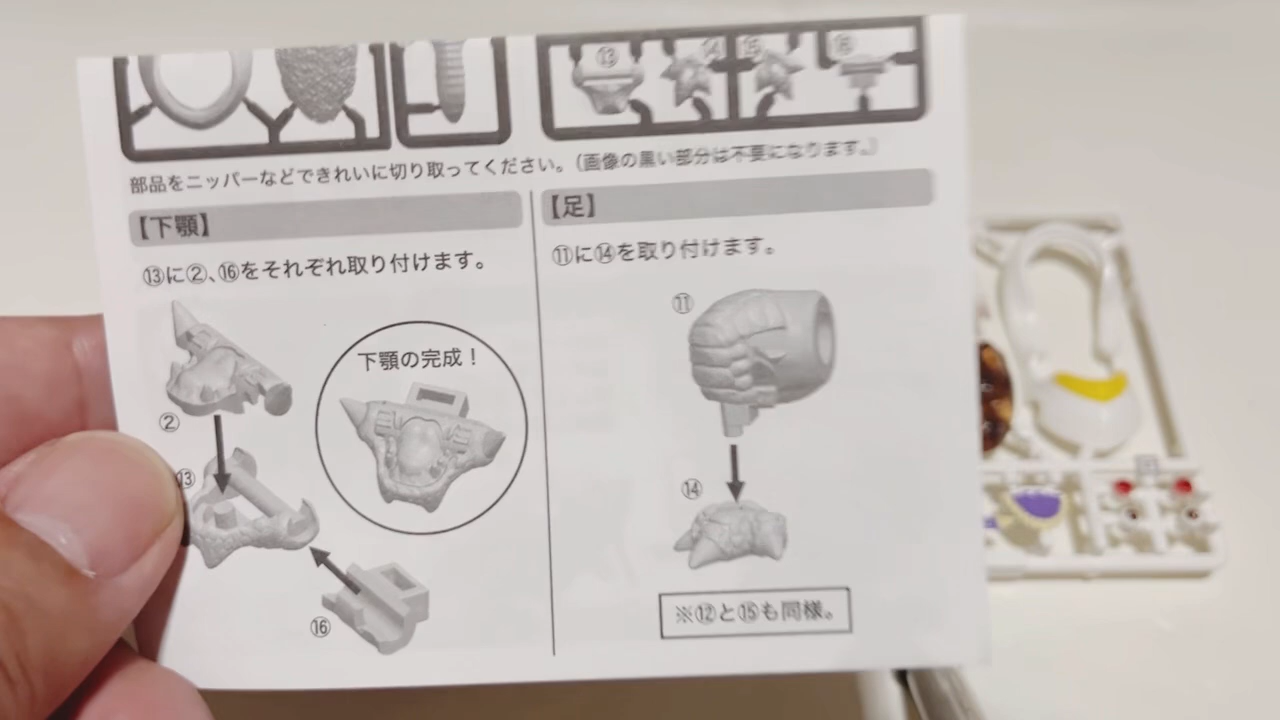 ⑬ ⑭ ⑮ ⑯
部品をニッパーなどできれいに切り取ってください。（画像の黒い部分は不要になります。）
【下顎】
⑬に②、⑯をそれぞれ取り付けます。
下顎の完成！
②
⑬
⑯
【足】
⑪に⑭を取り付けます。
⑪
⑭
※⑫と⑮も同様。